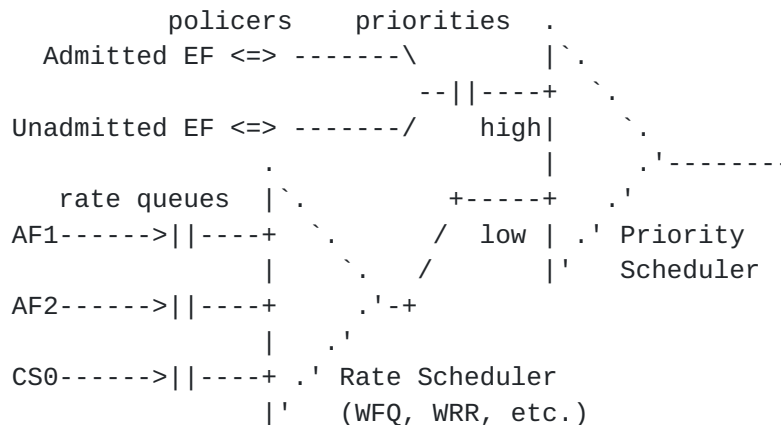 policers    priorities  .
  Admitted EF <=> -------\        |`.
                        --||----+   `.
Unadmitted EF <=> -------/    high|     `.
               .                |     .'--------
   rate queues  |`.         +-----+   .'
AF1------>||----+  `.      /  low | .' Priority
               |    `.   /       |'   Scheduler
AF2------>||----+     .'-+
               |   .'
CS0------>||----+ .' Rate Scheduler
               |'   (WFQ, WRR, etc.)